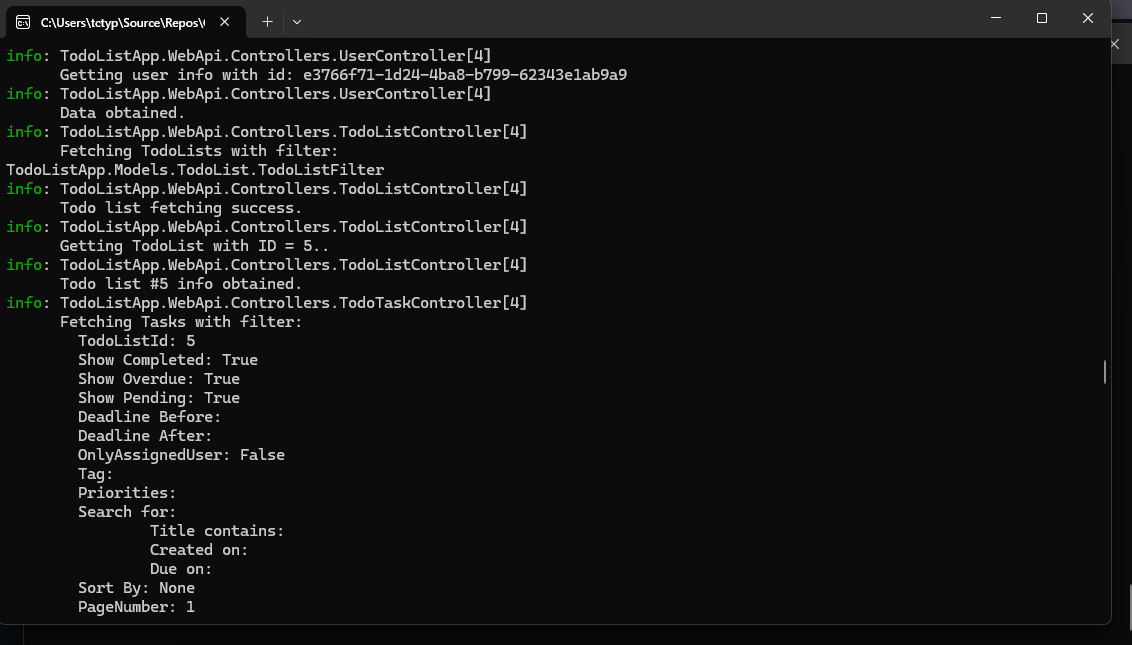 C:\Users\tctyp\Source\Repos\
info: TodoListApp.WebApi.Controllers.UserController[4]
Getting user info with id: e3766f71-1d24-4ba8-b799-62343e1ab9a9
info: TodoListApp.WebApi.Controllers.UserController[4]
Data obtained.
info: TodoListApp.WebApi.Controllers.TodoListController[4]
Fetching TodoLists with filter:
TodoListApp.Models.TodoList.TodoListFilter
info: TodoListApp.WebApi.Controllers.TodoListController[4]
Todo list fetching success.
info: TodoListApp.WebApi.Controllers.TodoListController[4]
Getting TodoList with ID = 5..
info: TodoListApp.WebApi.Controllers.TodoListController[4]
Todo list #5 info obtained.
info: TodoListApp.WebApi.Controllers.TodoTaskController[4]
Fetching Tasks with filter:
TodoListId: 5
Show Completed: True
Show Overdue: True
Show Pending: True
Deadline Before:
Deadline After:
OnlyAssignedUser: False
Tag:
Priorities:
Search for:
Title contains:
Created on:
Due on:
Sort By: None
PageNumber: 1